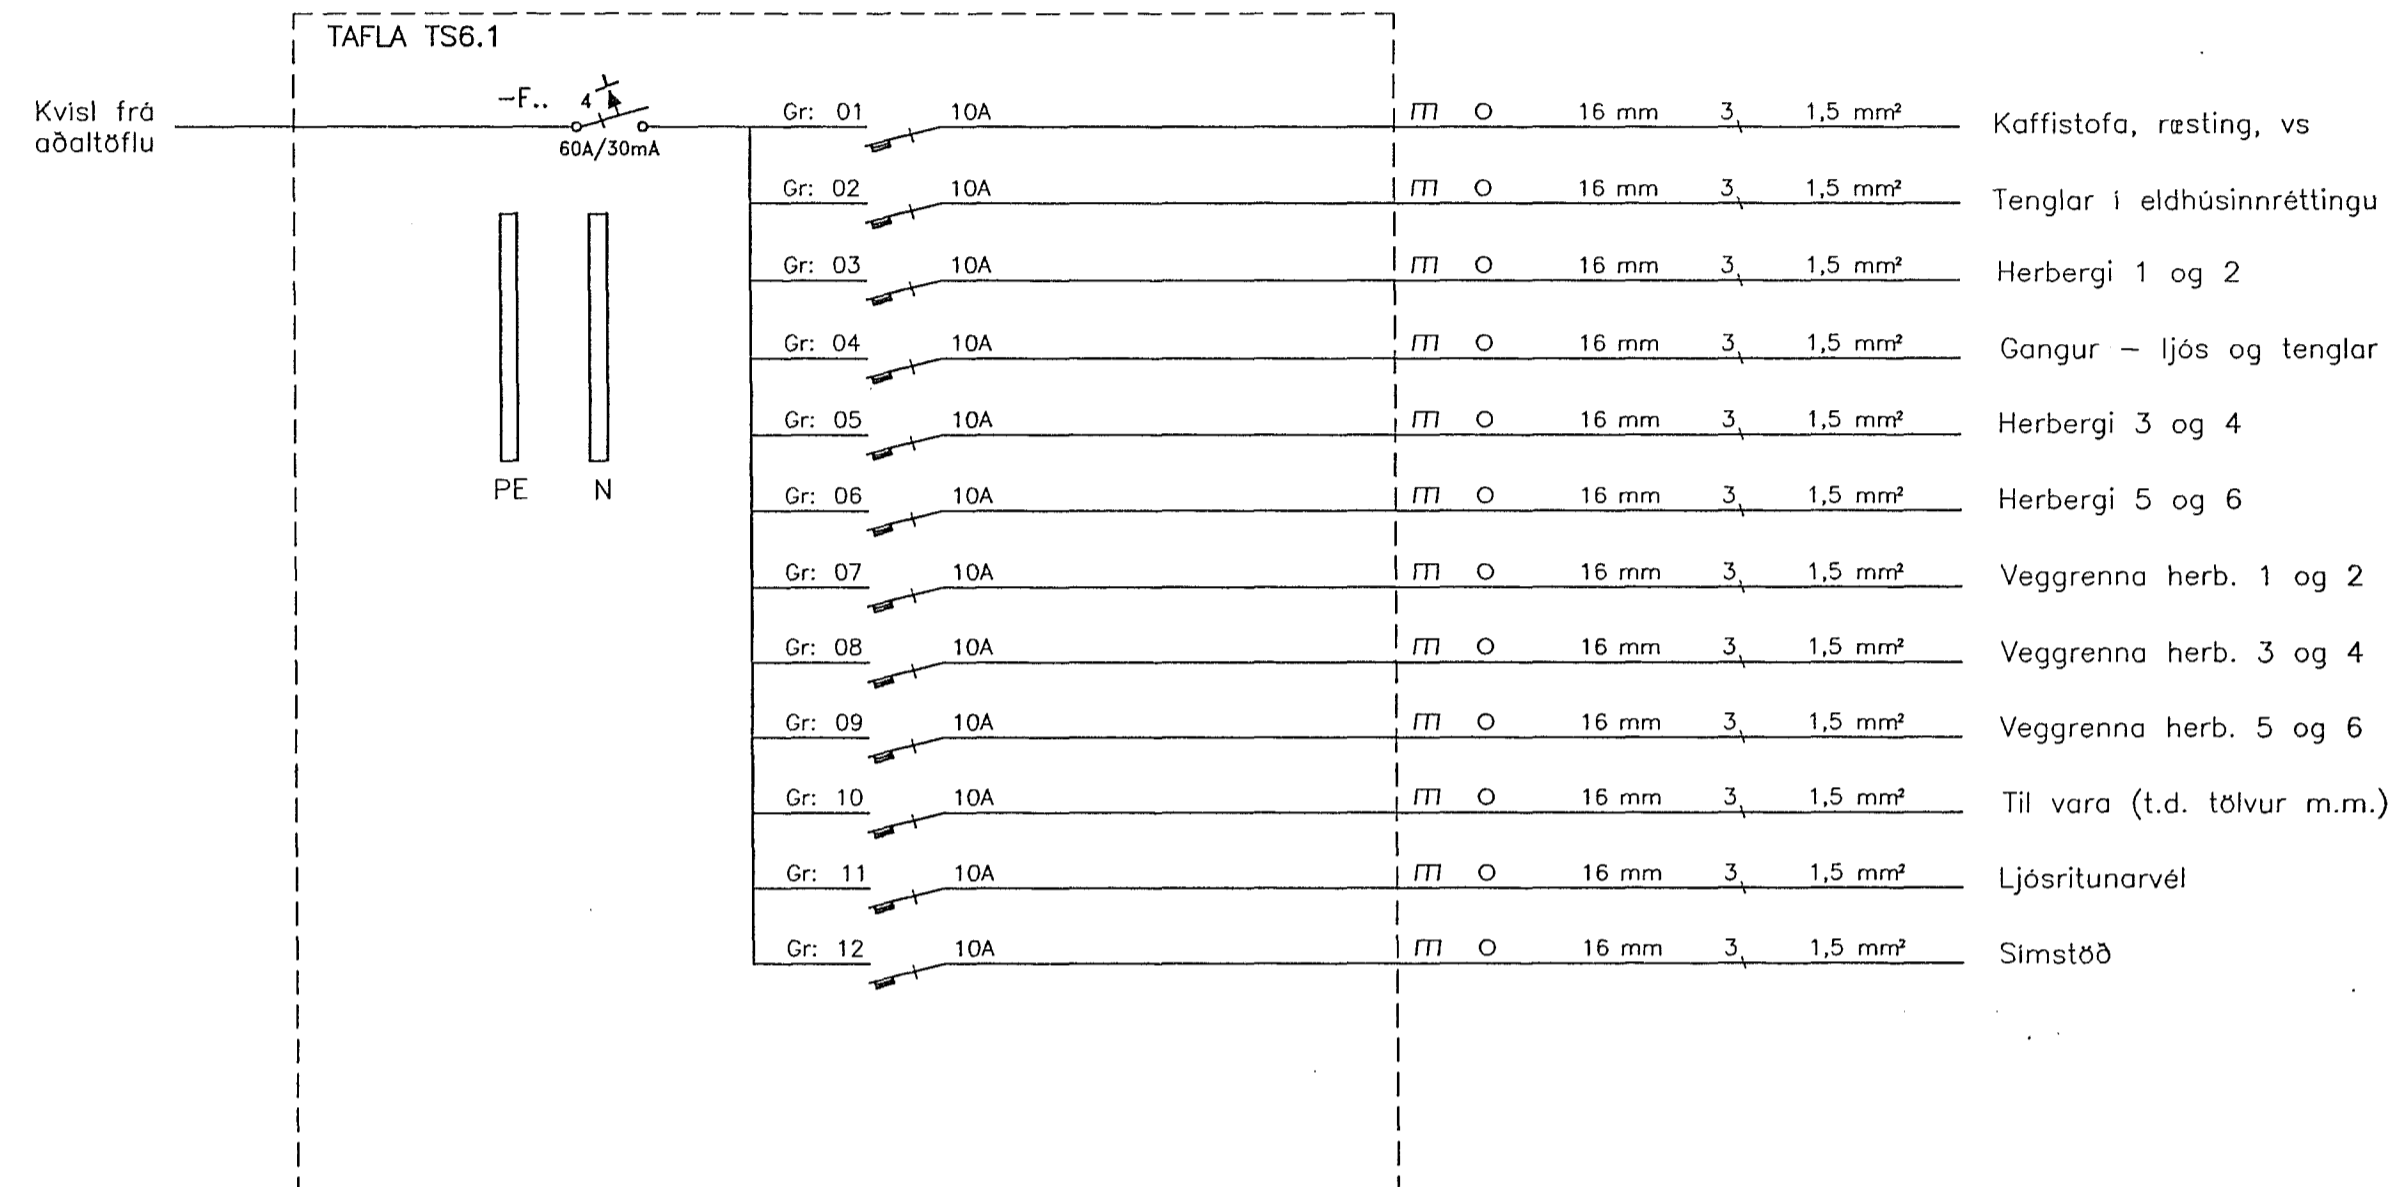 TAFLA TS6.1
Kvísl frá
aðaltöflu
–F.. 4
60A/30mA
PE N
Gr: 01 10A m O 16 mm 3 1,5 mm² Kaffistofa, ræsting, vs
Gr: 02 10A m O 16 mm 3 1,5 mm² Tenglar í eldhúsinnréttingu
Gr: 03 10A m O 16 mm 3 1,5 mm² Herbergi 1 og 2
Gr: 04 10A m O 16 mm 3 1,5 mm² Gangur – ljós og tenglar
Gr: 05 10A m O 16 mm 3 1,5 mm² Herbergi 3 og 4
Gr: 06 10A m O 16 mm 3 1,5 mm² Herbergi 5 og 6
Gr: 07 10A m O 16 mm 3 1,5 mm² Veggrenna herb. 1 og 2
Gr: 08 10A m O 16 mm 3 1,5 mm² Veggrenna herb. 3 og 4
Gr: 09 10A m O 16 mm 3 1,5 mm² Veggrenna herb. 5 og 6
Gr: 10 10A m O 16 mm 3 1,5 mm² Til vara (t.d. tölvur m.m.)
Gr: 11 10A m O 16 mm 3 1,5 mm² Ljósritunarvél
Gr: 12 10A m O 16 mm 3 1,5 mm² Símstöð